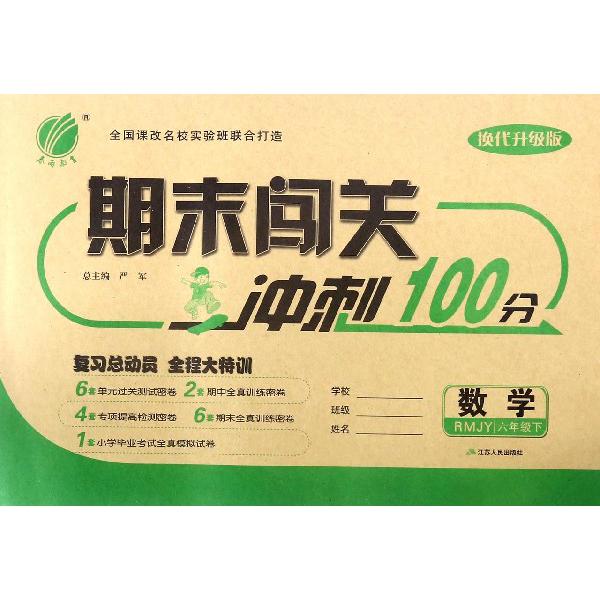 春雨教育
®
全国课改名校实验班联合打造
换代升级版
期末闯关
总主编 严军
冲刺100分
复习总动员 全程大特训
6套单元过关测试密卷 2套期中全真训练密卷
4套专项提高检测密卷 6套期末全真训练密卷
1套小学毕业考试全真模拟试卷
学校
班级
姓名
数学
RMJY 六年级下
江苏人民出版社